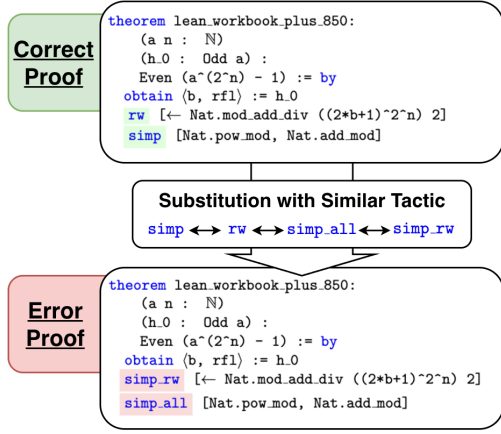 Correct
Proof
theorem lean_workbook_plus_850:
(a n : ℕ)
(h_0 : Odd a) :
Even (a^(2^n) - 1) := by
obtain ⟨b, rfl⟩ := h_0
rw [← Nat.mod_add_div ((2*b+1)^2^n) 2]
simp [Nat.pow_mod, Nat.add_mod]
Substitution with Similar Tactic
simp ↔ rw ↔ simp_all ↔ simp_rw
Error
Proof
theorem lean_workbook_plus_850:
(a n : ℕ)
(h_0 : Odd a) :
Even (a^(2^n) - 1) := by
obtain ⟨b, rfl⟩ := h_0
simp_rw [← Nat.mod_add_div ((2*b+1)^2^n) 2]
simp_all [Nat.pow_mod, Nat.add_mod]